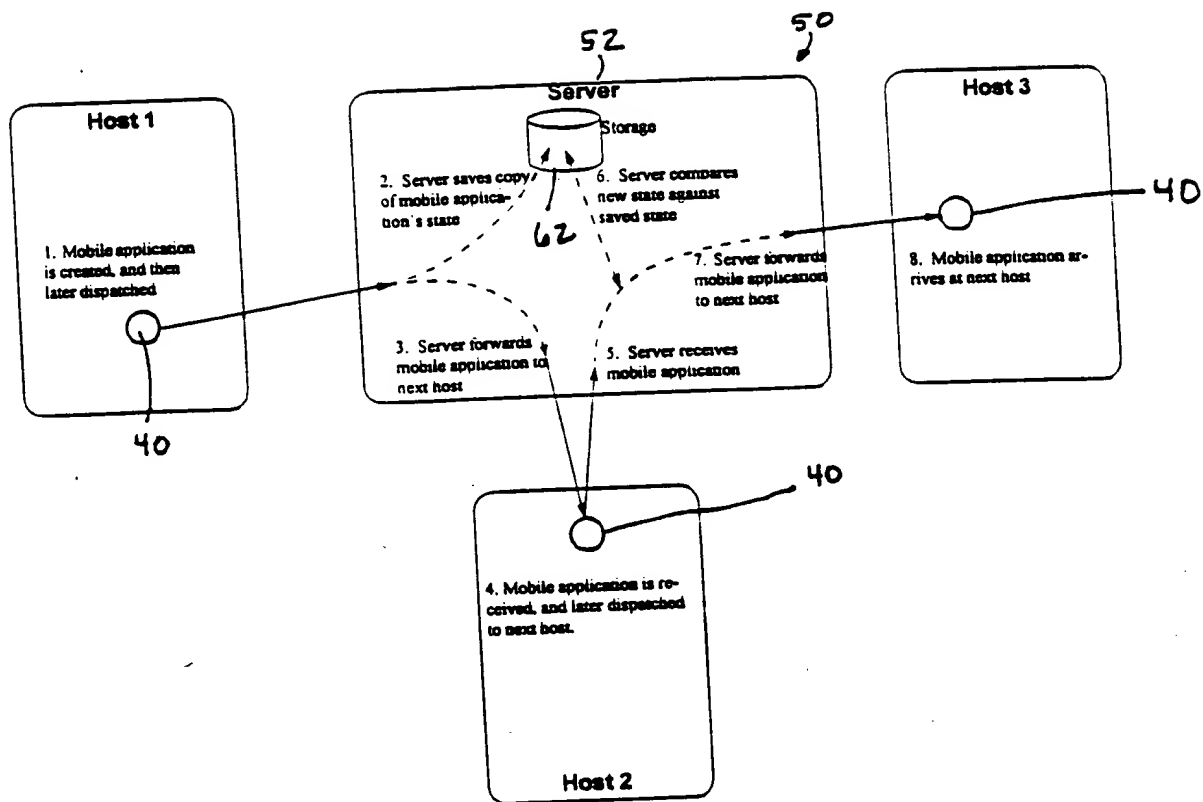 50
52
Server
Storage
Host 1
Host 3
2. Server saves copy
of mobile applica-
tion's state
6. Server compares
new state against
saved state
62
40
1. Mobile application
is created, and then
later dispatched
7. Server forwards
mobile application
to next host
8. Mobile application ar-
rives at next host
3. Server forwards
mobile application to
next host
5. Server receives
mobile application
40
40
4. Mobile application is re-
ceived, and later dispatched
to next host.
Host 2